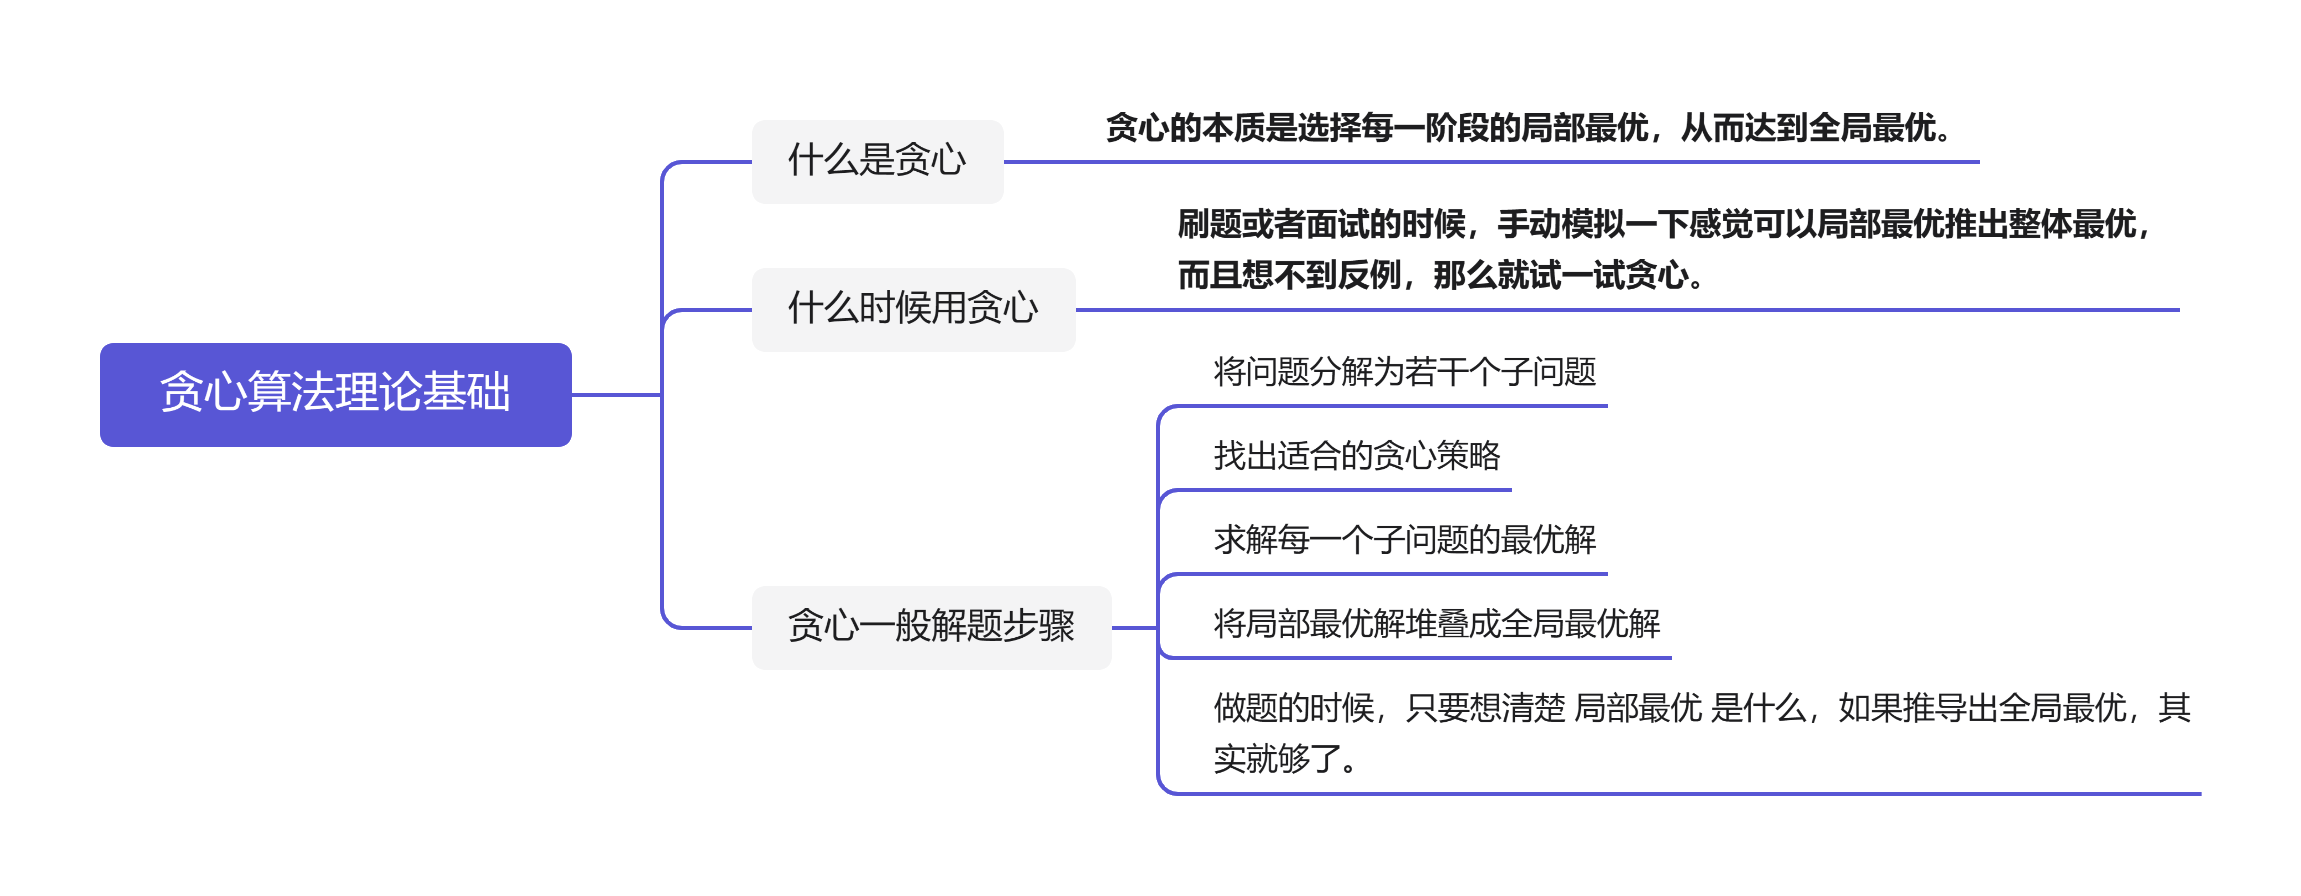 贪心算法理论基础
什么是贪心
贪心的本质是选择每一阶段的局部最优，从而达到全局最优。
什么时候用贪心
刷题或者面试的时候，手动模拟一下感觉可以局部最优推出整体最优，
而且想不到反例，那么就试一试贪心。
贪心一般解题步骤
将问题分解为若干个子问题
找出适合的贪心策略
求解每一个子问题的最优解
将局部最优解堆叠成全局最优解
做题的时候，只要想清楚 局部最优 是什么，如果推导出全局最优，其
实就够了。